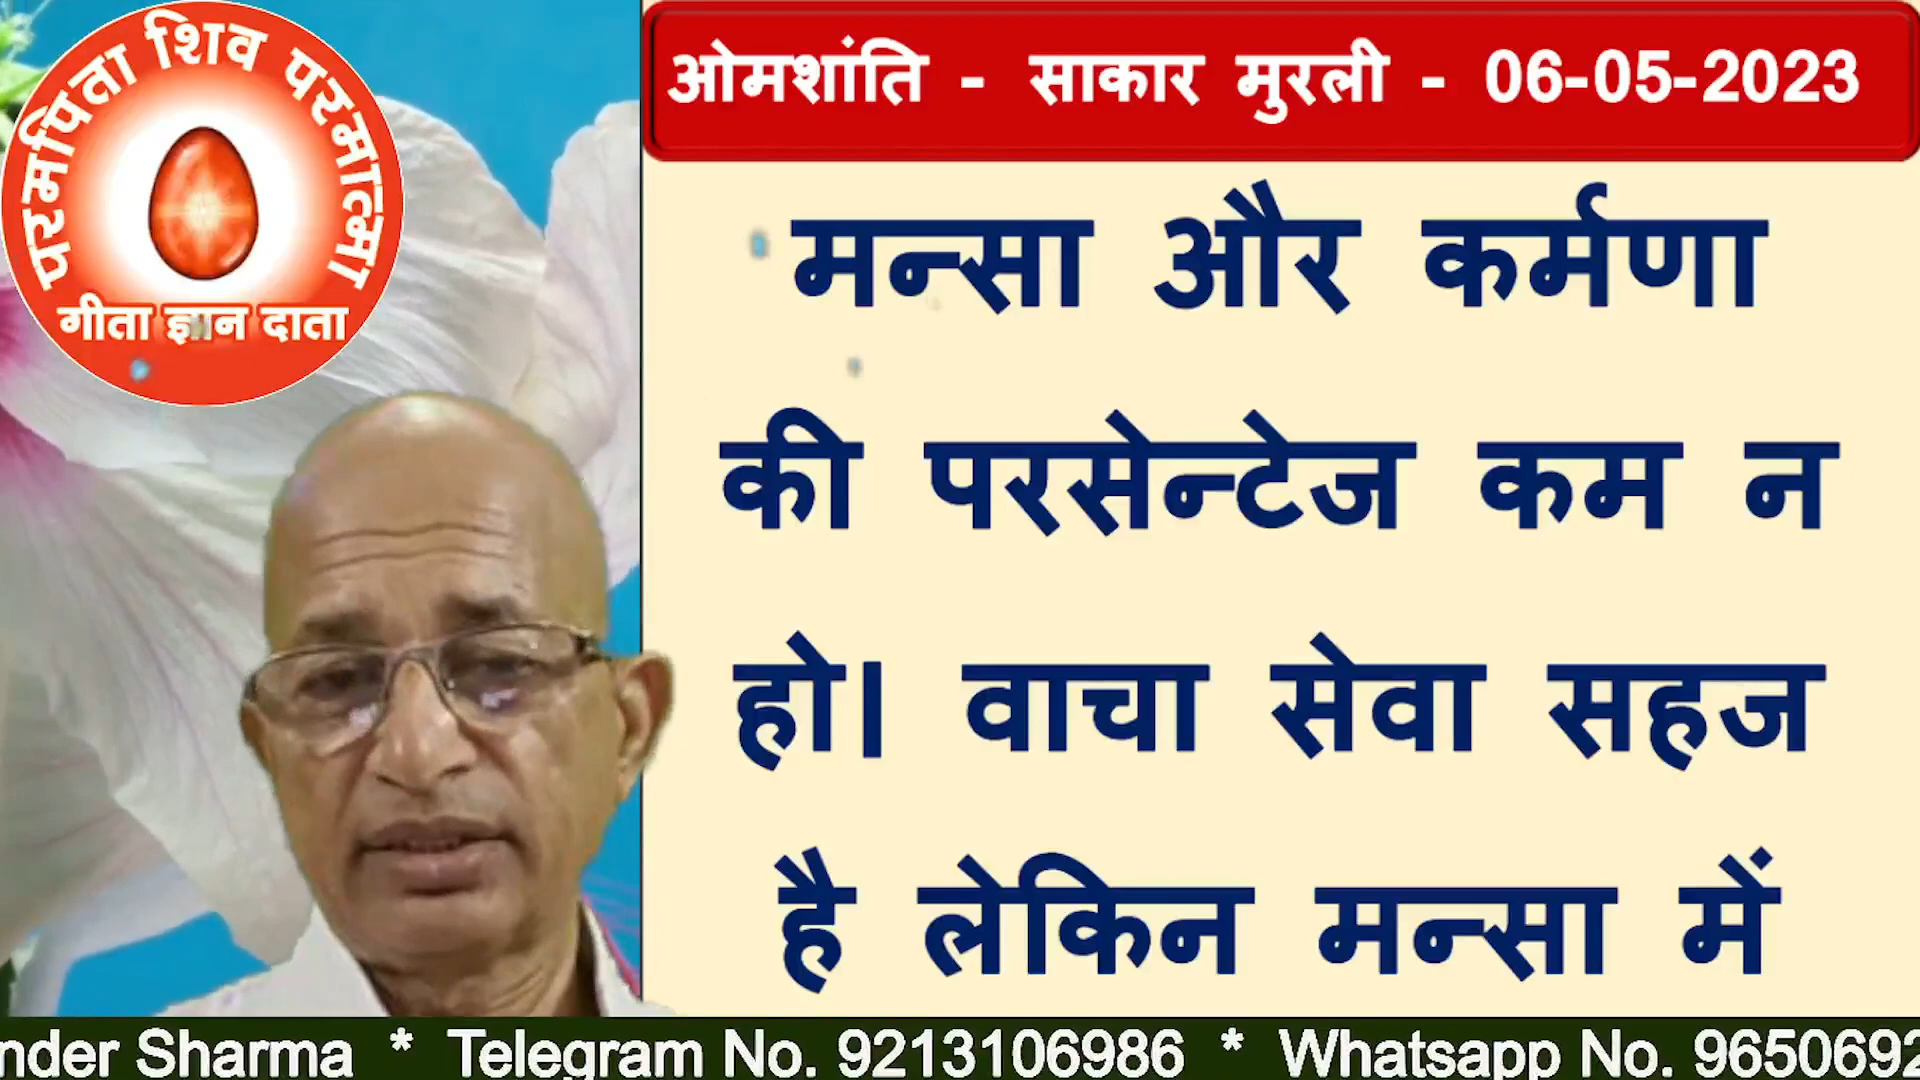 परमपिता शिव परमात्मा
गीता ज्ञान दाता
ओमशांति - साकार मुरली - 06-05-2023
मन्सा और कर्मणा
की परसेन्टेज कम न
हो। वाचा सेवा सहज
है लेकिन मन्सा में
nder Sharma * Telegram No. 9213106986 * Whatsapp No. 9650692